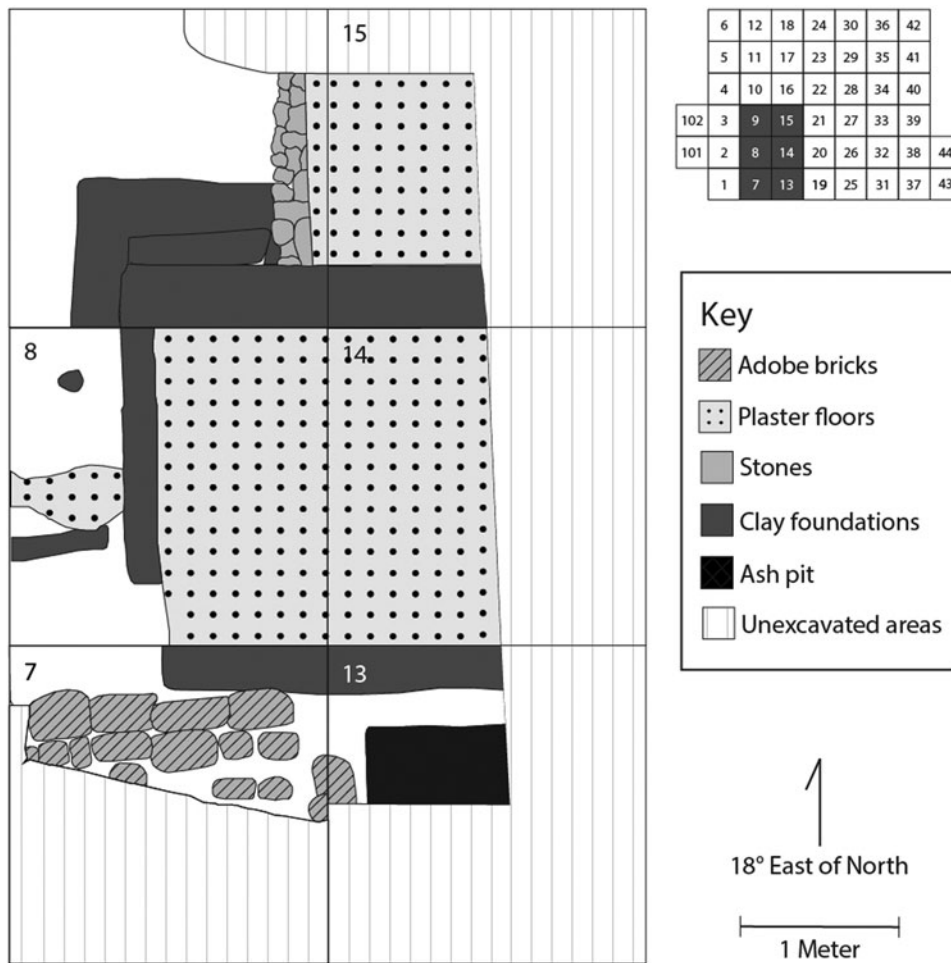 15
8
14
7
13
6 12 18 24 30 36 42
5 11 17 23 29 35 41
4 10 16 22 28 34 40
102 3 9 15 21 27 33 39
101 2 8 14 20 26 32 38 44
1 7 13 19 25 31 37 43
Key
Adobe bricks
Plaster floors
Stones
Clay foundations
Ash pit
Unexcavated areas
18° East of North
1 Meter